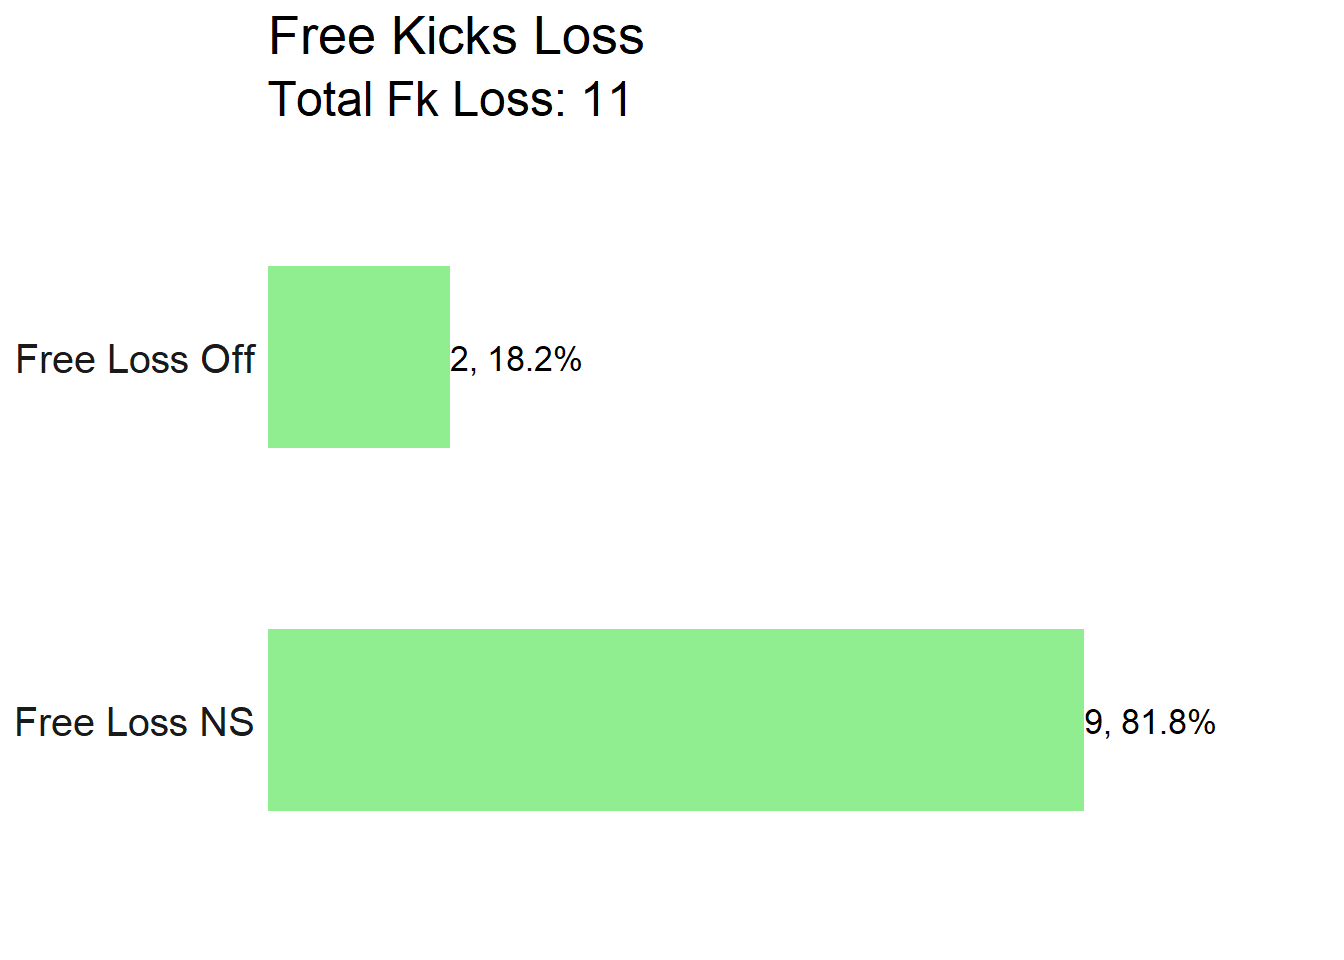 Free Kicks Loss
Total Fk Loss: 11
Free Loss Off
2, 18.2%
Free Loss NS
9, 81.8%